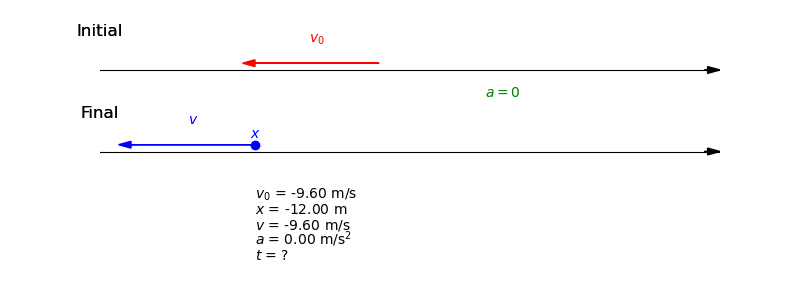 Initial
v₀
a = 0
Final
v
x
v₀ = -9.60 m/s
x = -12.00 m
v = -9.60 m/s
a = 0.00 m/s²
t = ?